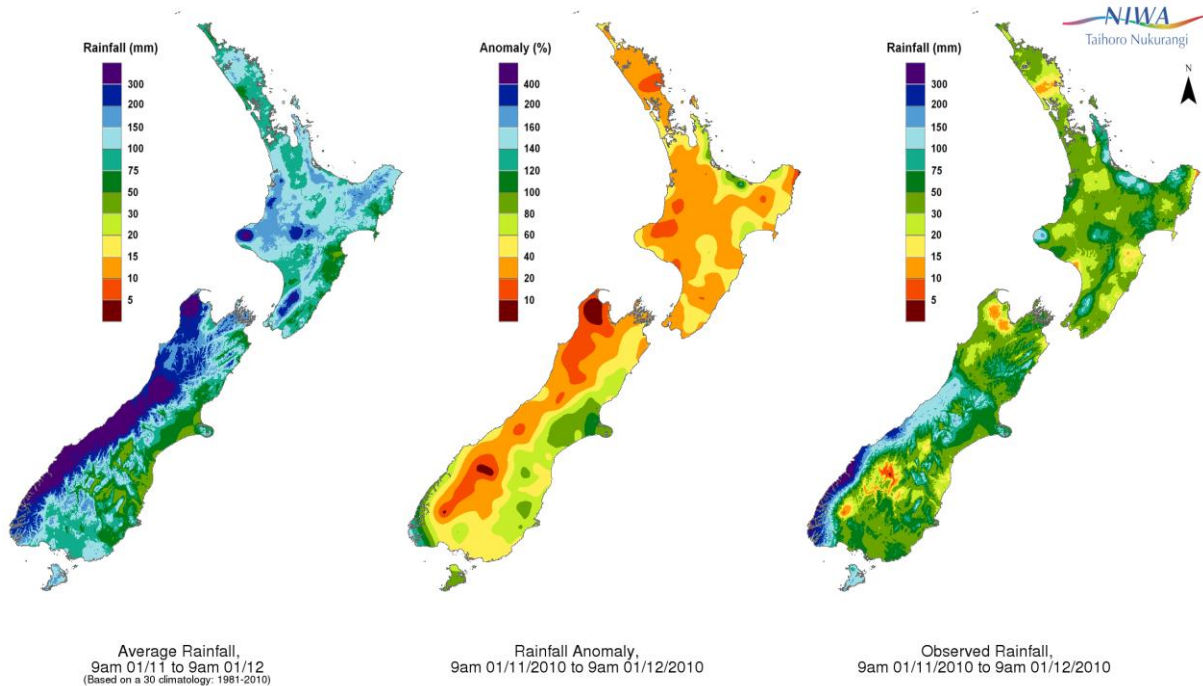 NIWA
Taihoro Nukurangi
Rainfall (mm)
300
200
150
100
75
50
30
20
15
10
5
Anomaly (%)
400
200
160
140
120
100
80
60
40
20
10
Rainfall (mm)
300
200
150
100
75
50
30
20
15
10
5
N
Average Rainfall,
9am 01/11 to 9am 01/12
(Based on a 30 climatology: 1981-2010)
Rainfall Anomaly,
9am 01/11/2010 to 9am 01/12/2010
Observed Rainfall,
9am 01/11/2010 to 9am 01/12/2010